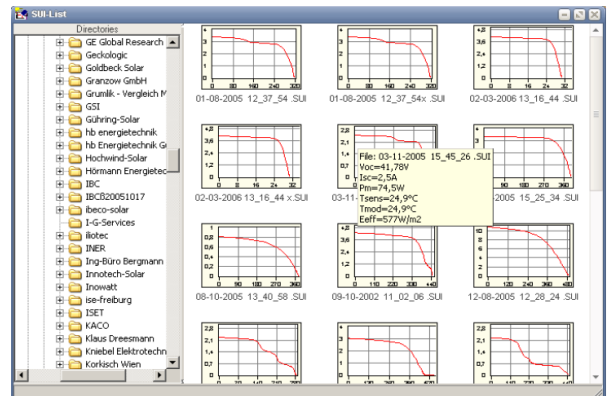 SUI-List
Directories
GE Global Research
Geckologic
Goldbeck Solar
Granzow GmbH
Grumlik - Vergleich M
GSI
Gühring-Solar
hb energietechnik
hb Energietechnik G
Hochwind-Solar
Hörmann Energietec
IBC
IBCB20051017
ibeco-solar
I-G-Services
iliotec
INER
Ing-Büro Bergmann
Innotech-Solar
Inowatt
ise-freiburg
ISET
KACO
Klaus Dreesmann
Kniebel Elektrotechn
Korkisch Wien
01-08-2005 12_37_54 .SUI
01-08-2005 12_37_54x .SUI
02-03-2006 13_16_44 .SUI
02-03-2006 13_16_44 x.SUI
03-11
15_25_34 .SUI
File: 03-11-2005 15_45_26 .SUI
Voc=41,78V
Isc=2,5A
Pm=74,5W
Tsens=24,9°C
Tmod=24,9°C
Eeff=577W/m2
08-10-2005 13_40_58 .SUI
09-10-2002 11_02_06 .SUI
12-08-2005 12_28_24 .SUI